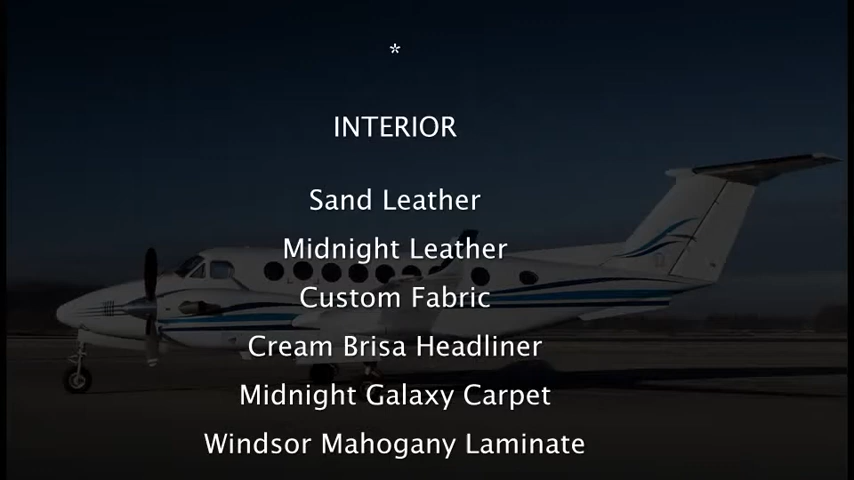 *
INTERIOR
Sand Leather
Midnight Leather
Custom Fabric
Cream Brisa Headliner
Midnight Galaxy Carpet
Windsor Mahogany Laminate